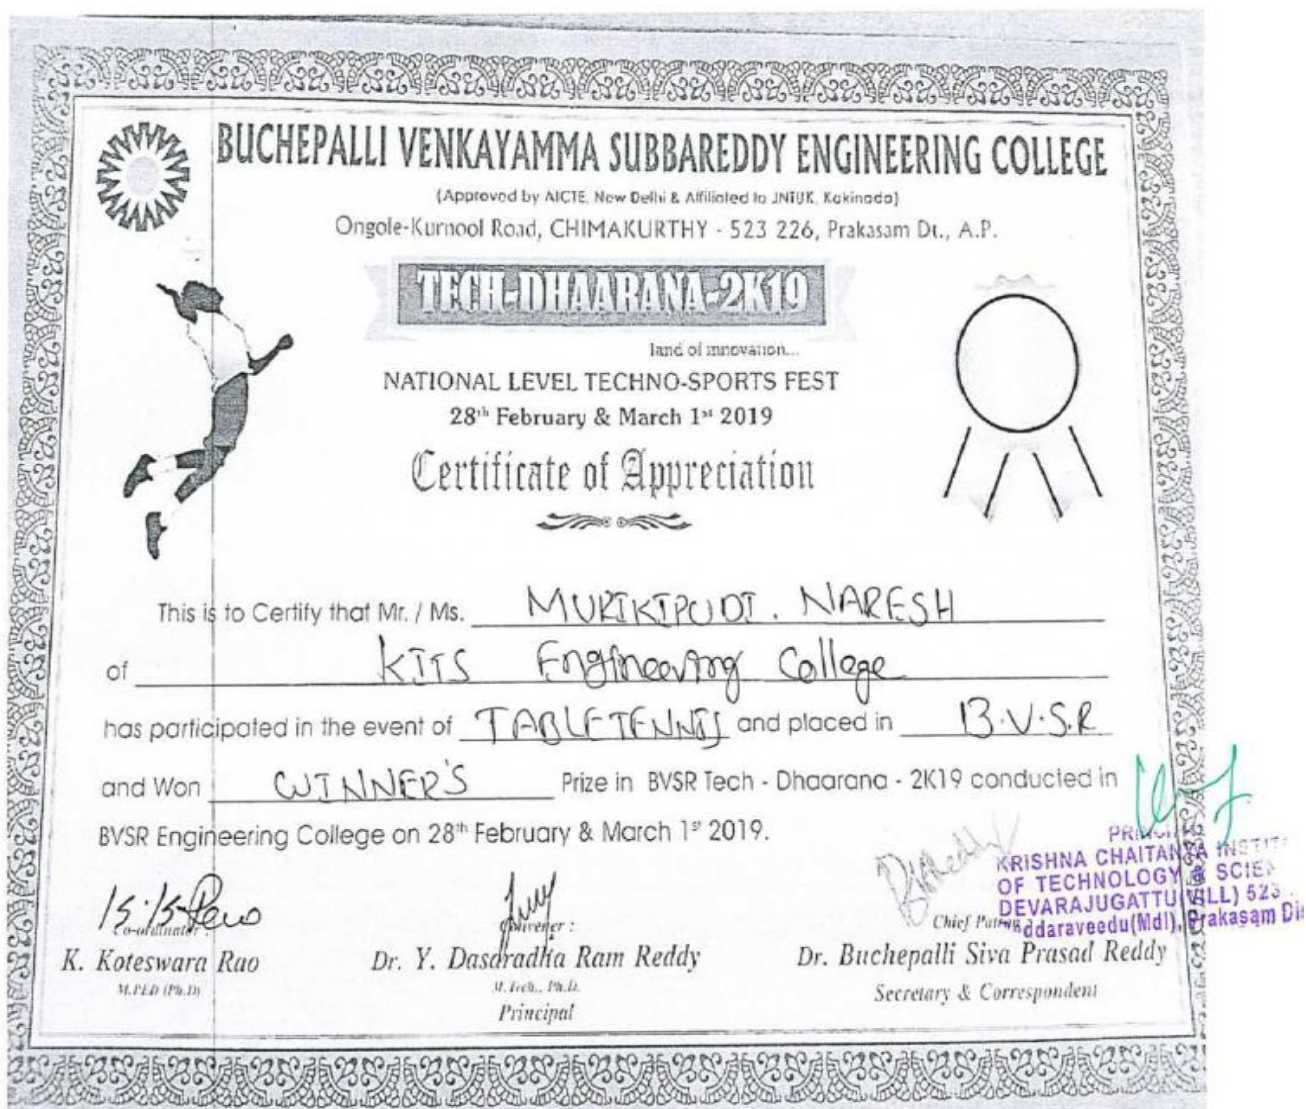 BUCHEPALLI VENKAYAMMA SUBBAREDDY ENGINEERING COLLEGE
(Approved by AICTE, New Delhi & Affiliated to JNTUK, Kakinada)
Ongole-Kurnool Road, CHIMAKURTHY - 523 226, Prakasam Dt., A.P.
TECH-DHAARANA-2K19
land of innovation...
NATIONAL LEVEL TECHNO-SPORTS FEST
28th February & March 1st 2019
Certificate of Appreciation
This is to Certify that Mr. / Ms. MURIKIPUDI. NARESH
of KITS Engineering College
has participated in the event of TABLE TENNIS and placed in B.V.S.R
and Won WINNER'S Prize in BVSR Tech - Dhaarana - 2K19 conducted in
BVSR Engineering College on 28th February & March 1st 2019.
KRISHNA CHAITANYA
OF TECHNOLOGY & 
DEVARAJUGATTU(VILL) 523
(Mdl), Prakasam
Co-ordinator :
Convener :
Chief Patron
K. Koteswara Rao
Dr. Y. Dasaradha Ram Reddy
Dr. Buchepalli Siva Prasad Reddy
M.PED (Ph.D)
M.Tech., Ph.D.
Secretary & Correspondent
Principal